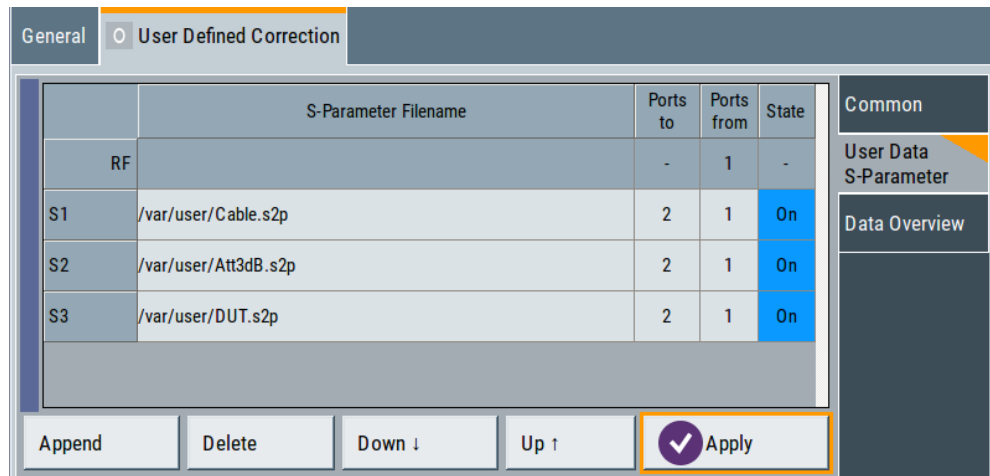 General
O User Defined Correction
S-Parameter Filename Ports to Ports from State
RF - 1 -
S1 /var/user/Cable.s2p 2 1 On
S2 /var/user/Att3dB.s2p 2 1 On
S3 /var/user/DUT.s2p 2 1 On
Common
User Data
S-Parameter
Data Overview
Append Delete Down ↓ Up ↑ Apply